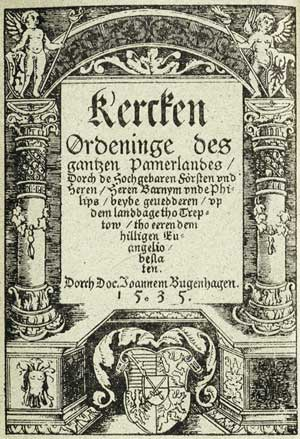 Kercken
Ordeninge des
gantzen Pamerlandes /
Dorch de Hochgebaren Försten vnd
Heren / Heren Barnym vnde Phi-
lips / beyde geuedderen / vp
dem landdage tho Trep-
tow / tho eeren dem
hilligen Eu-
angelio /
besla-
ten.
Dorch Doc. Joannem Bugenhagen.
1 5 3 5.